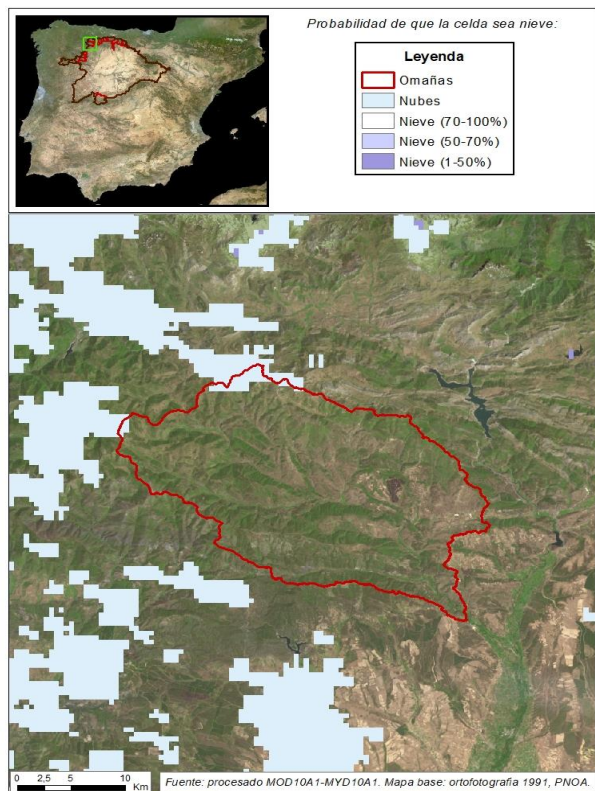 Probabilidad de que la celda sea nieve:
Leyenda
Omañas
Nubes
Nieve (70-100%)
Nieve (50-70%)
Nieve (1-50%)
0 2,5 5 10
Km
Fuente: procesado MOD10A1-MYD10A1. Mapa base: ortofotografía 1991, PNOA.